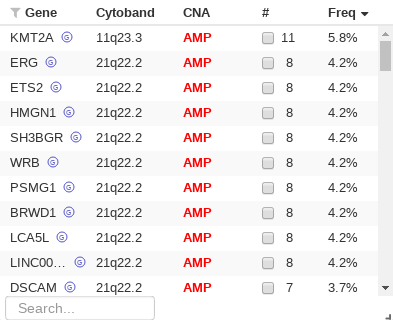 Gene Cytoband CNA # Freq
KMT2A G 11q23.3 AMP 11 5.8%
ERG G 21q22.2 AMP 8 4.2%
ETS2 G 21q22.2 AMP 8 4.2%
HMGN1 G 21q22.2 AMP 8 4.2%
SH3BGR G 21q22.2 AMP 8 4.2%
WRB G 21q22.2 AMP 8 4.2%
PSMG1 G 21q22.2 AMP 8 4.2%
BRWD1 G 21q22.2 AMP 8 4.2%
LCA5L G 21q22.2 AMP 8 4.2%
LINC00... G 21q22.2 AMP 8 4.2%
DSCAM G 21q22.2 AMP 7 3.7%
Search...